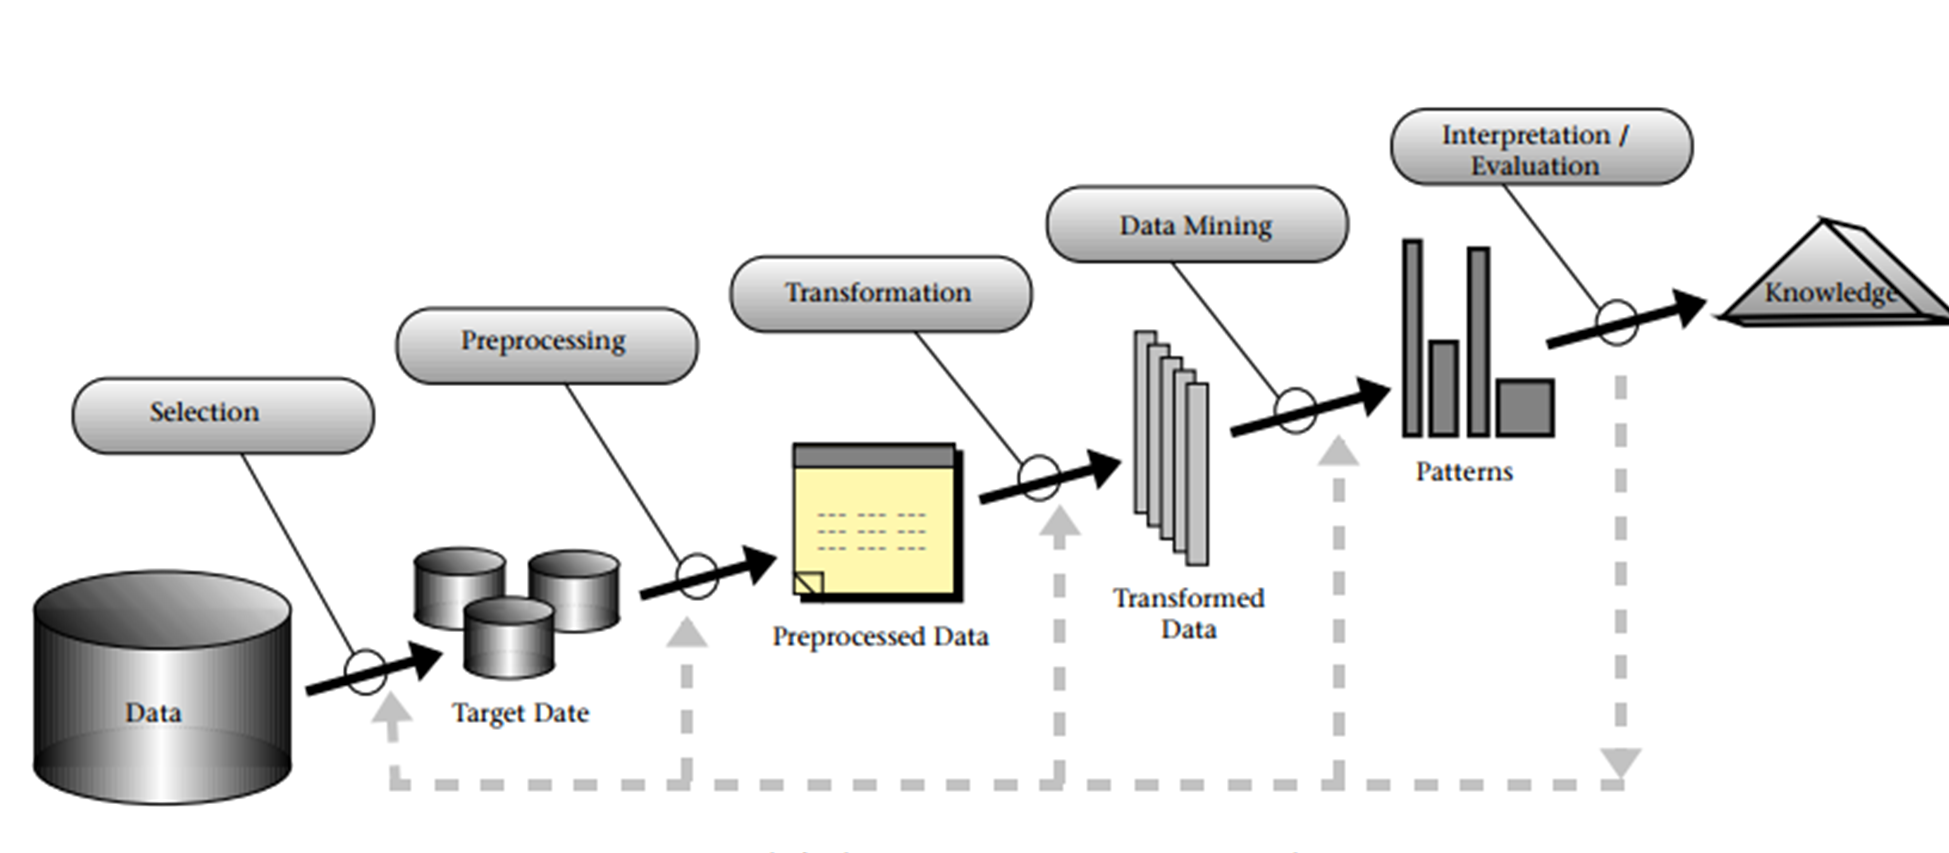 Interpretation /
Evaluation
Data Mining
Transformation
Knowledge
Preprocessing
Selection
Patterns
Transformed
Data
Preprocessed Data
Data
Target Date